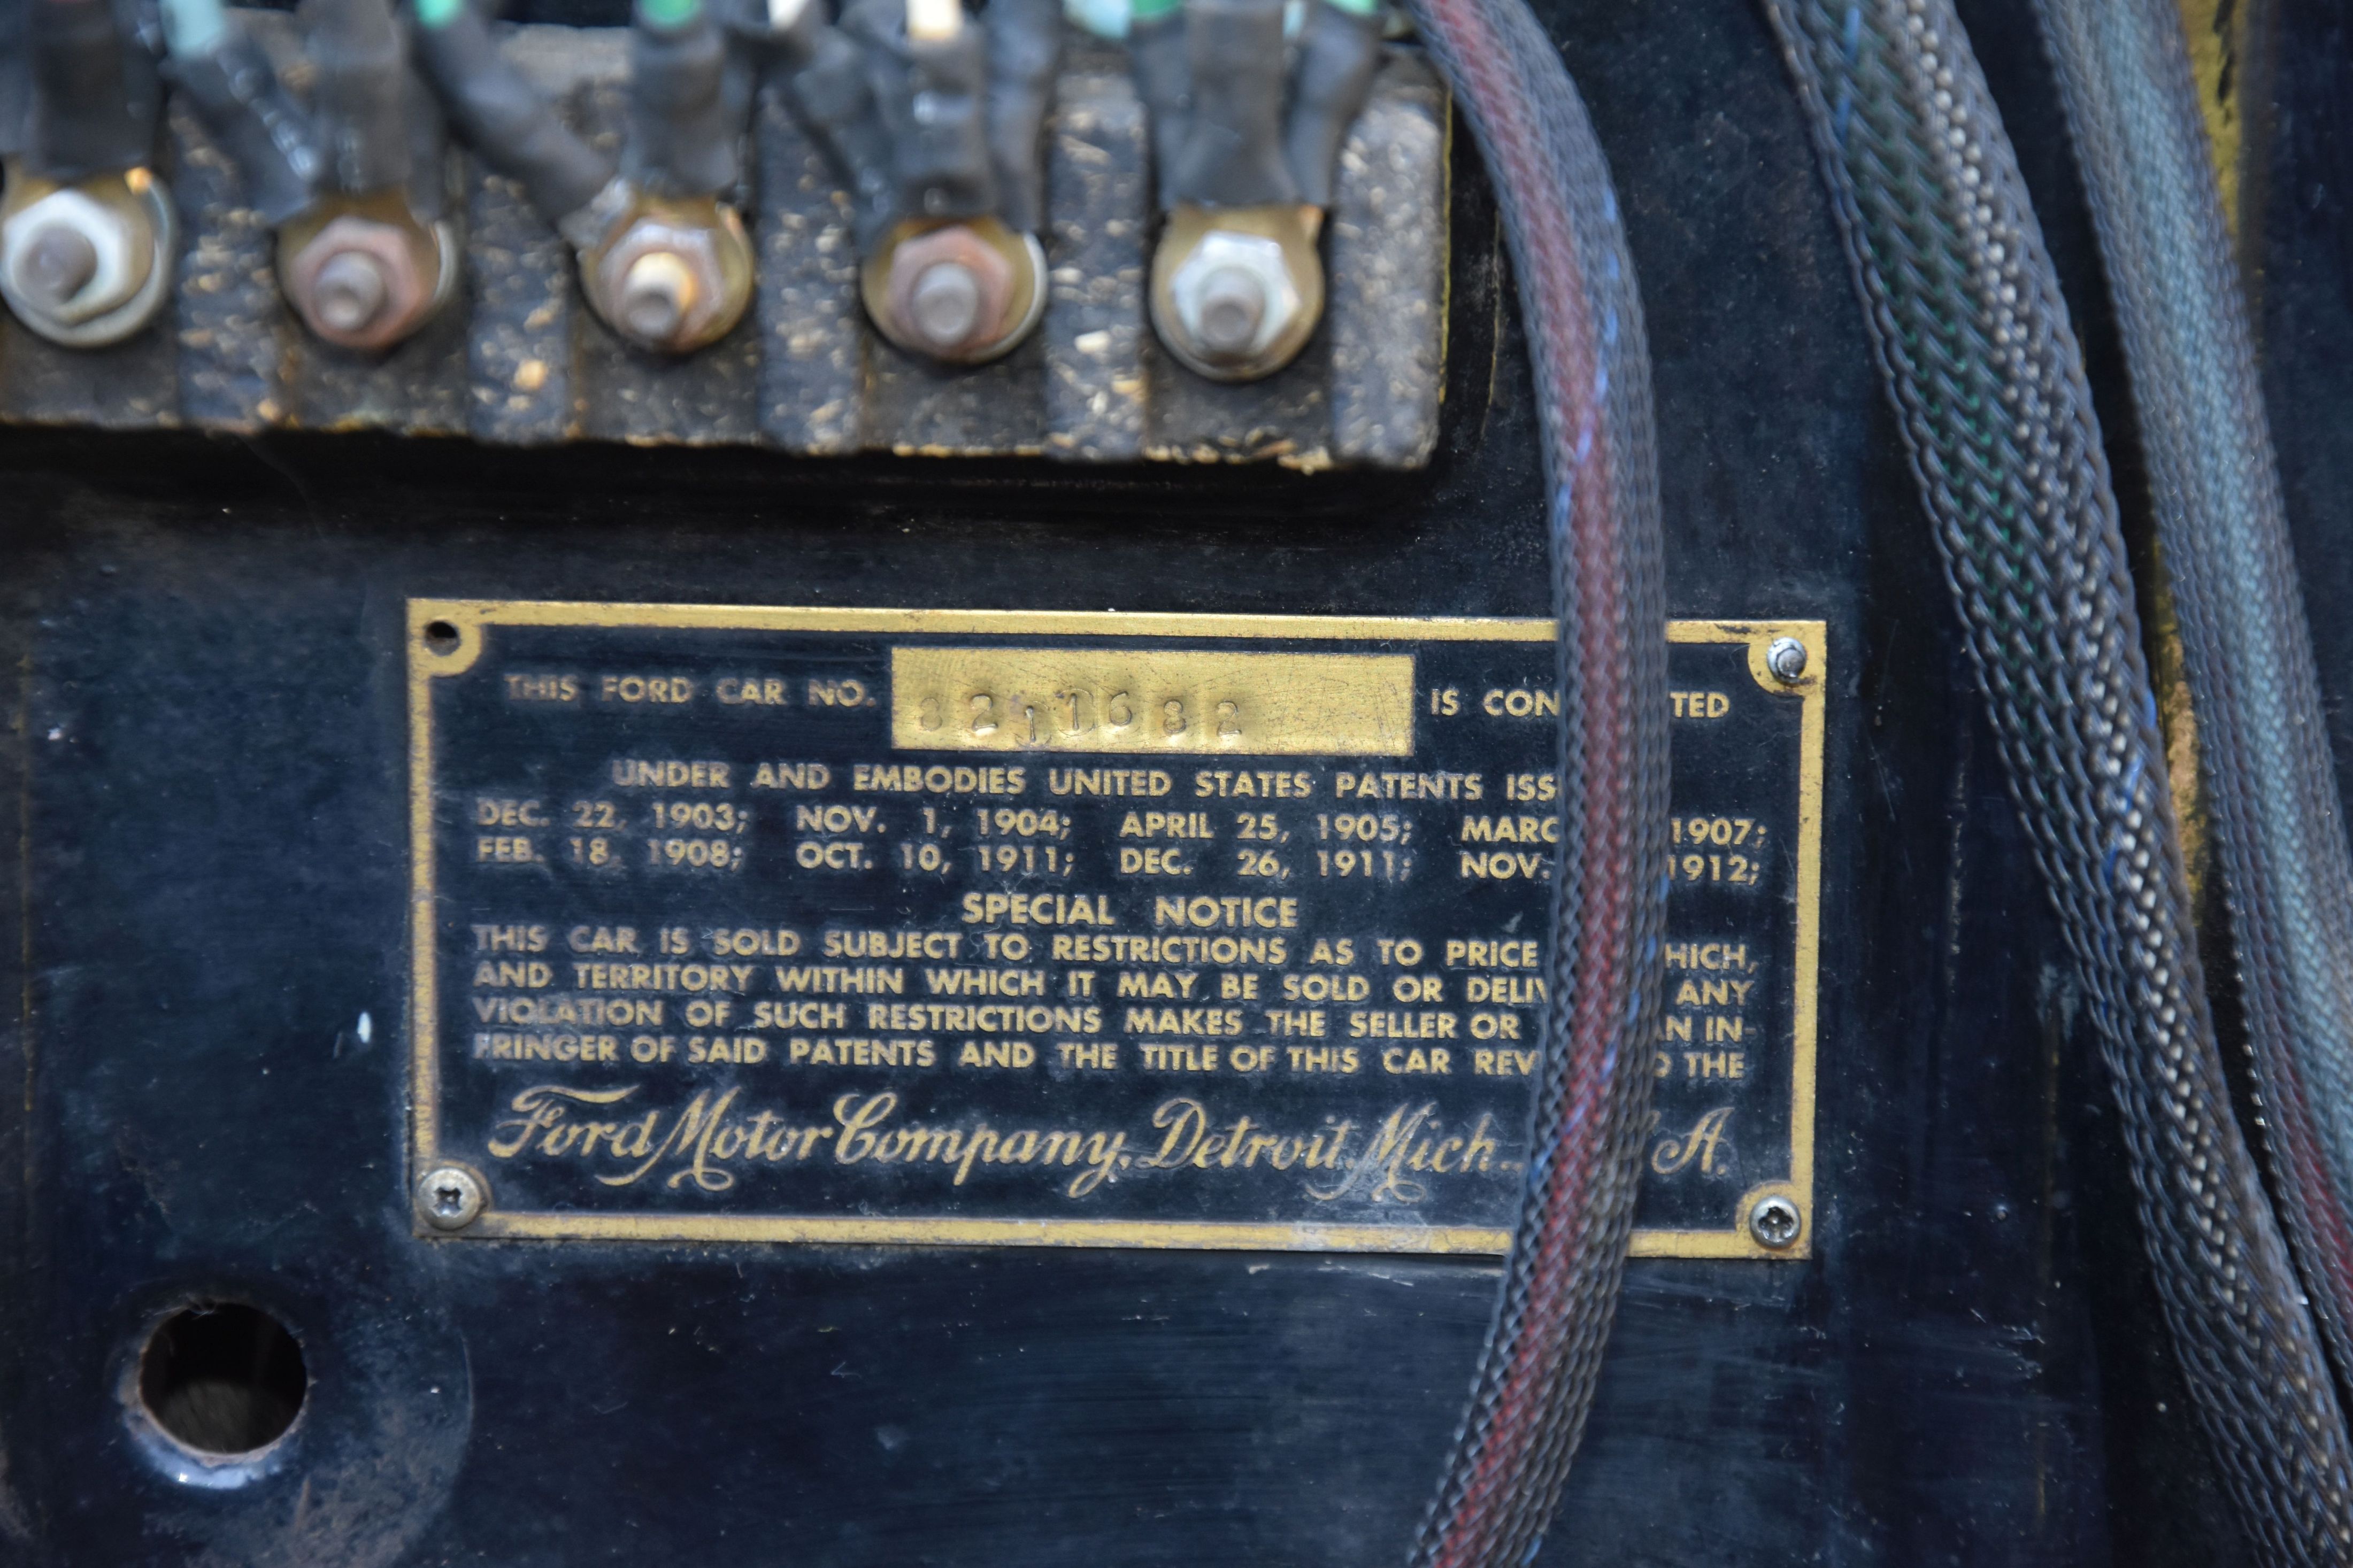 THIS FORD CAR NO. 8211682 IS CON TED
UNDER AND EMBODIES UNITED STATES PATENTS ISS
DEC. 22, 1903; NOV. 1, 1904; APRIL 25, 1905; MARC 1907;
FEB. 18, 1908; OCT. 10, 1911; DEC. 26, 1911; NOV. 1912;
SPECIAL NOTICE
THIS CAR IS SOLD SUBJECT TO RESTRICTIONS AS TO PRICE HICH,
AND TERRITORY WITHIN WHICH IT MAY BE SOLD OR DELIV ANY
VIOLATION OF SUCH RESTRICTIONS MAKES THE SELLER OR AN IN-
FRINGER OF SAID PATENTS AND THE TITLE OF THIS CAR REV O THE
Ford Motor Company, Detroit, Mich. A.